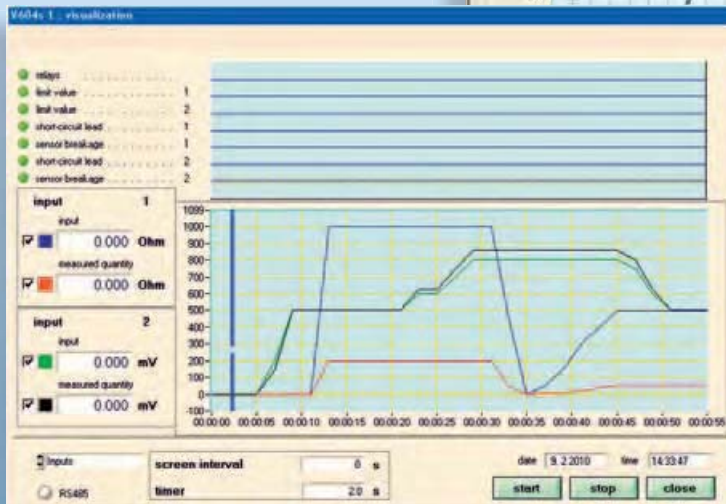 V604s 1 : visualization
relays . . . . . . . . . . .
limit value . . . . . . . . . . . 1
limit value . . . . . . . . . . . 2
short-circuit lead . . . . . . . 1
sensor breakage . . . . . . . . 1
short-circuit lead . . . . . . . 2
sensor breakage . . . . . . . . 2
input 1
input
0.000 Ohm
measured quantity
0.000 Ohm
input 2
input
0.000 mV
measured quantity
0.000 mV
1099
1000
900
800
700
600
500
400
300
200
100
0
-100
00:00:00 00:00:05 00:00:10 00:00:15 00:00:20 00:00:25 00:00:30 00:00:35 00:00:40 00:00:45 00:00:50 00:00:55
Inputs
RS485
screen interval 0 s
timer 20 s
date 9. 2.2010 time 14:33:47
start stop close